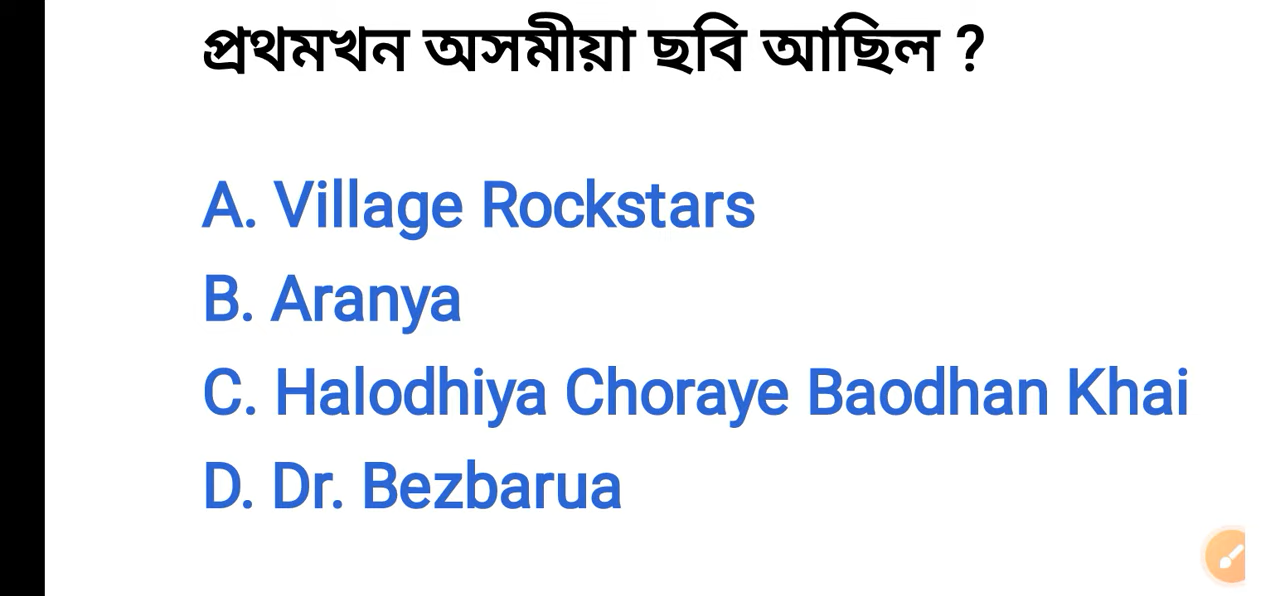 প্ৰথমখন অসমীয়া ছবি আছিল ?
A. Village Rockstars
B. Aranya
C. Halodhiya Choraye Baodhan Khai
D. Dr. Bezbarua